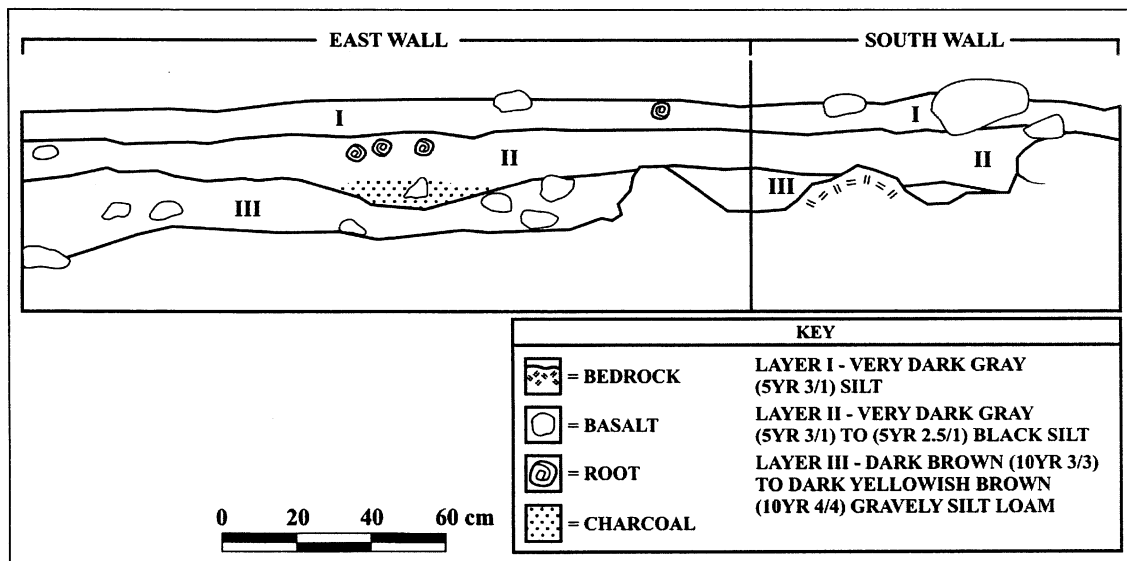 EAST WALL
SOUTH WALL
I
I
II
II
III
III
KEY
= BEDROCK
= BASALT
= ROOT
= CHARCOAL
LAYER I - VERY DARK GRAY
(5YR 3/1) SILT
LAYER II - VERY DARK GRAY
(5YR 3/1) TO (5YR 2.5/1) BLACK SILT
LAYER III - DARK BROWN (10YR 3/3)
TO DARK YELLOWISH BROWN
(10YR 4/4) GRAVELY SILT LOAM
0 20 40 60 cm